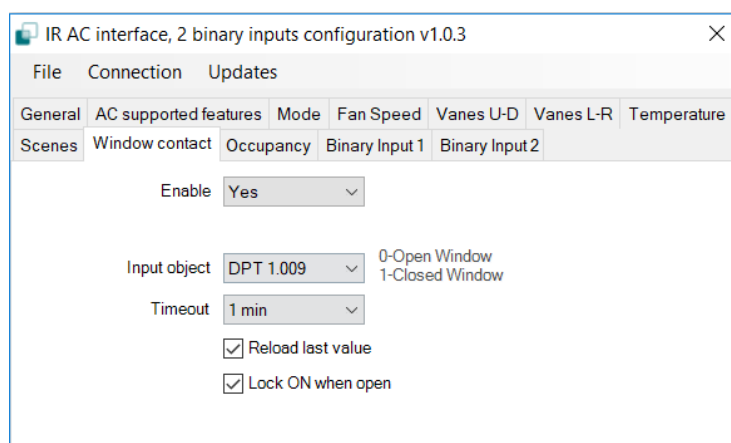 IR AC interface, 2 binary inputs configuration v1.0.3
File Connection Updates
General AC supported features Mode Fan Speed Vanes U-D Vanes L-R Temperature
Scenes Window contact Occupancy Binary Input 1 Binary Input 2
Enable Yes
Input object DPT 1.009 0-Open Window
1-Closed Window
Timeout 1 min
Reload last value
Lock ON when open